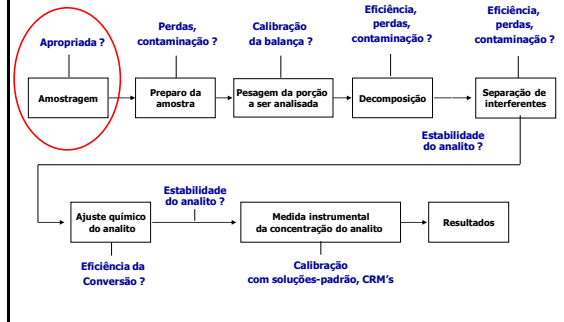 Apropriada ?
Perdas,
contaminação ?
Calibração
da balança ?
Eficiência,
perdas,
contaminação ?
Eficiência,
perdas,
contaminação ?
Amostragem
Preparo da
amostra
Pesagem da porção
a ser analisada
Decomposição
Separação de
interferentes
Estabilidade
do analito ?
Estabilidade
do analito ?
Ajuste químico
do analito
Medida instrumental
da concentração do analito
Resultados
Eficiência da
Conversão ?
Calibração
com soluções-padrão, CRM’s